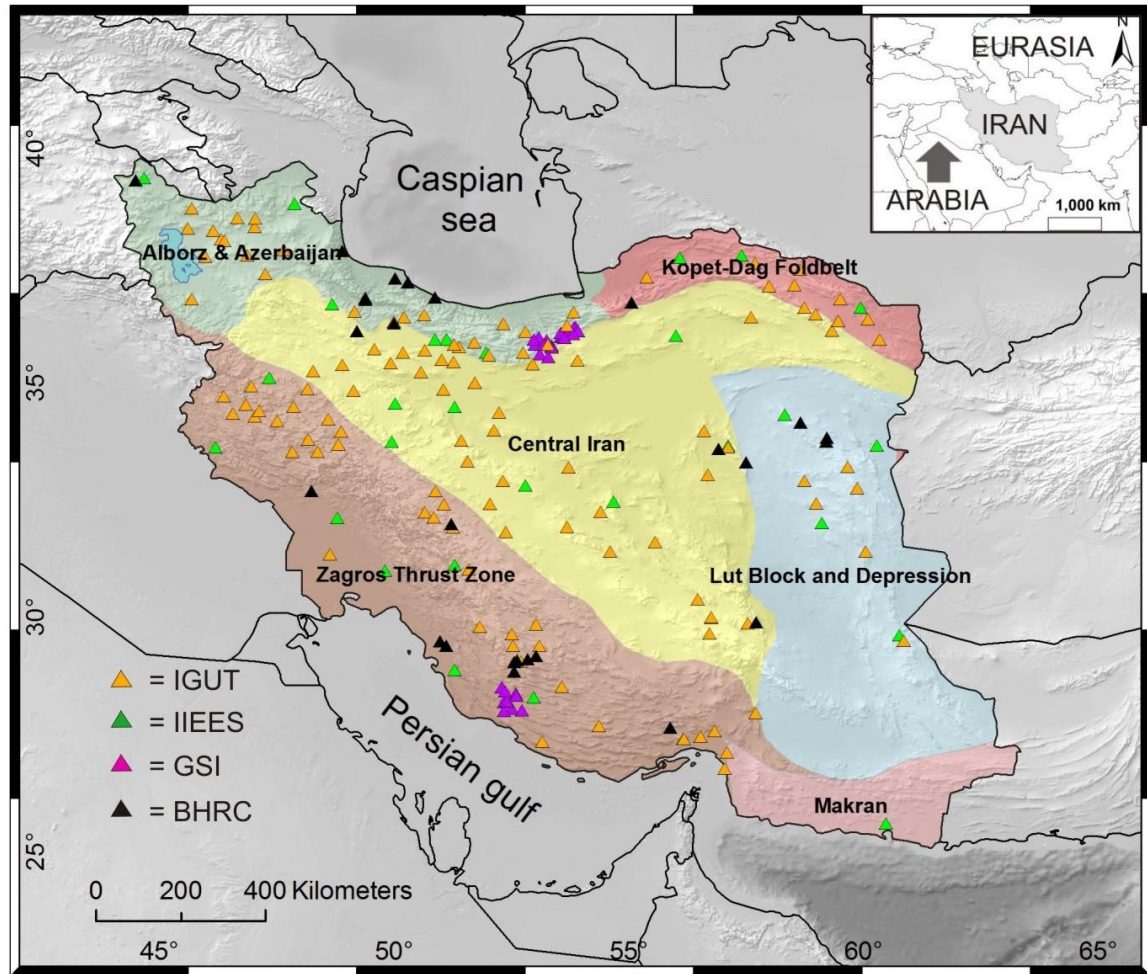 N
EURASIA
IRAN
ARABIA
1,000 km
40°
35°
30°
25°
Caspian
sea
Alborz & Azerbaijan
Kopet-Dag Foldbelt
Central Iran
Zagros Thrust Zone
Lut Block and Depression
Makran
Persian gulf
= IGUT
= IIEES
= GSI
= BHRC
0 200 400 Kilometers
45° 50° 55° 60° 65°